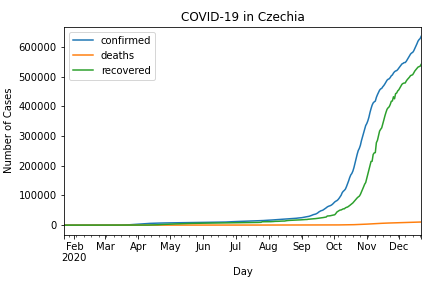 COVID-19 in Czechia
confirmed
deaths
recovered
Number of Cases
600000
500000
400000
300000
200000
100000
0
Feb Mar Apr May Jun Jul Aug Sep Oct Nov Dec
2020
Day